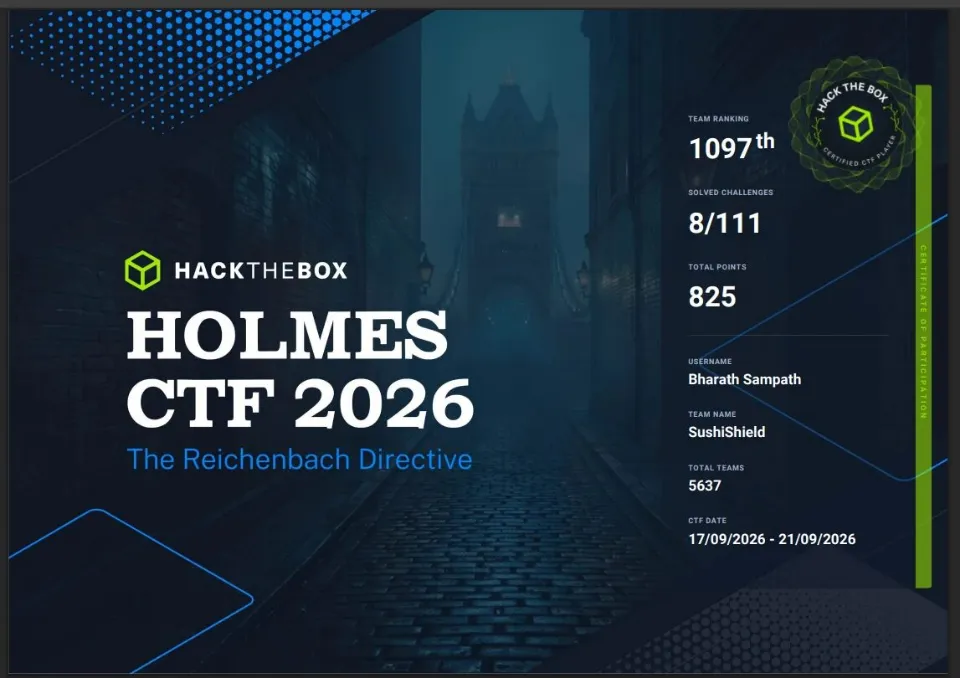 HACKTHEBOX
HOLMES
CTF 2026
The Reichenbach Directive
TEAM RANKING
1097th
SOLVED CHALLENGES
8/111
TOTAL POINTS
825
USERNAME
Bharath Sampath
TEAM NAME
SushiShield
TOTAL TEAMS
5637
CTF DATE
17/09/2026 - 21/09/2026
HACK THE BOX
CERTIFIED CTF PLAYER
CERTIFICATE OF PARTICIPATION